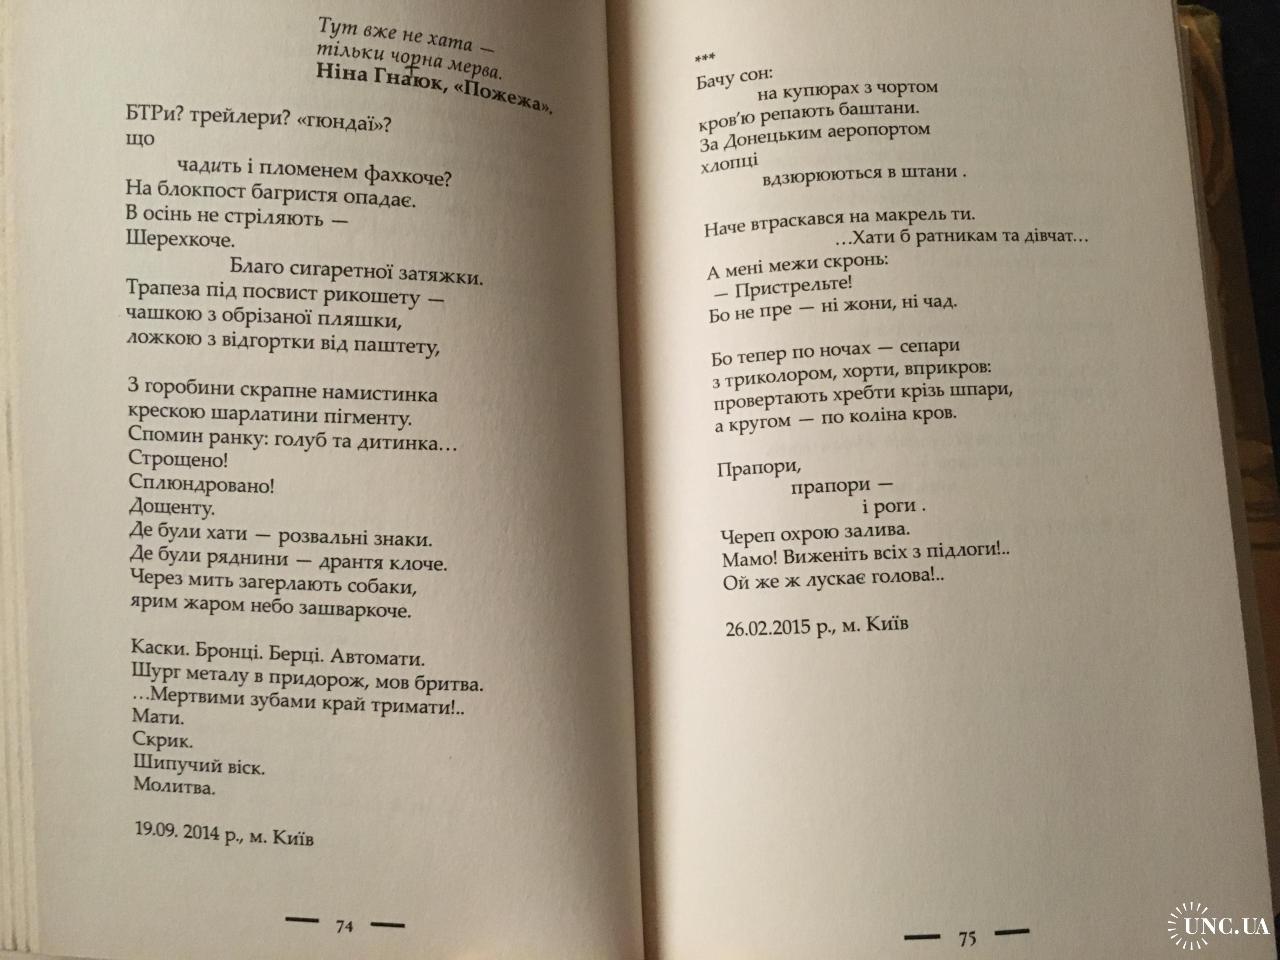 Тут вже не хата —
тільки чорна мерва.
Ніна Гнаюк, «Пожежа».
БТРи? трейлери? «гюндаї»?
що
чадить і пломенем фахкоче?
На блокпост багристя опадає.
В осінь не стріляють —
Шерехкоче.
Благо сигаретної затяжки.
Трапеза під посвист рикошету —
чашкою з обрізаної пляшки,
ложкою з відгортки від паштету,
З горобини скрапне намистинка
крескою шарлатини пігменту.
Спомин ранку: голуб та дитинка…
Строщено!
Сплюндровано!
Дощенту.
Де були хати — розвальні знаки.
Де були ряднини — дрантя клоче.
Через мить загерлають собаки,
ярим жаром небо зашваркоче.
Каски. Бронці. Берці. Автомати.
Шург металу в придорож, мов бритва.
…Мертвими зубами край тримати!..
Мати.
Скрик.
Шипучий віск.
Молитва.
19.09. 2014 р., м. Київ
74
***
Бачу сон:
на купюрах з чортом
кров’ю репають баштани.
За Донецьким аеропортом
хлопці
вдзюрюються в штани .
Наче втраскався на макрель ти.
…Хати б ратникам та дівчат…
А мені межи скронь:
— Пристрельте!
Бо не пре — ні жони, ні чад.
Бо тепер по ночах — сепари
з триколором, хорти, вприкров:
провертають хребти крізь шпари,
а кругом — по коліна кров.
Прапори,
прапори —
і роги .
Череп охрою залива.
Мамо! Виженіть всіх з підлоги!..
Ой же ж лускає голова!..
26.02.2015 р., м. Київ
75
UNC.UA